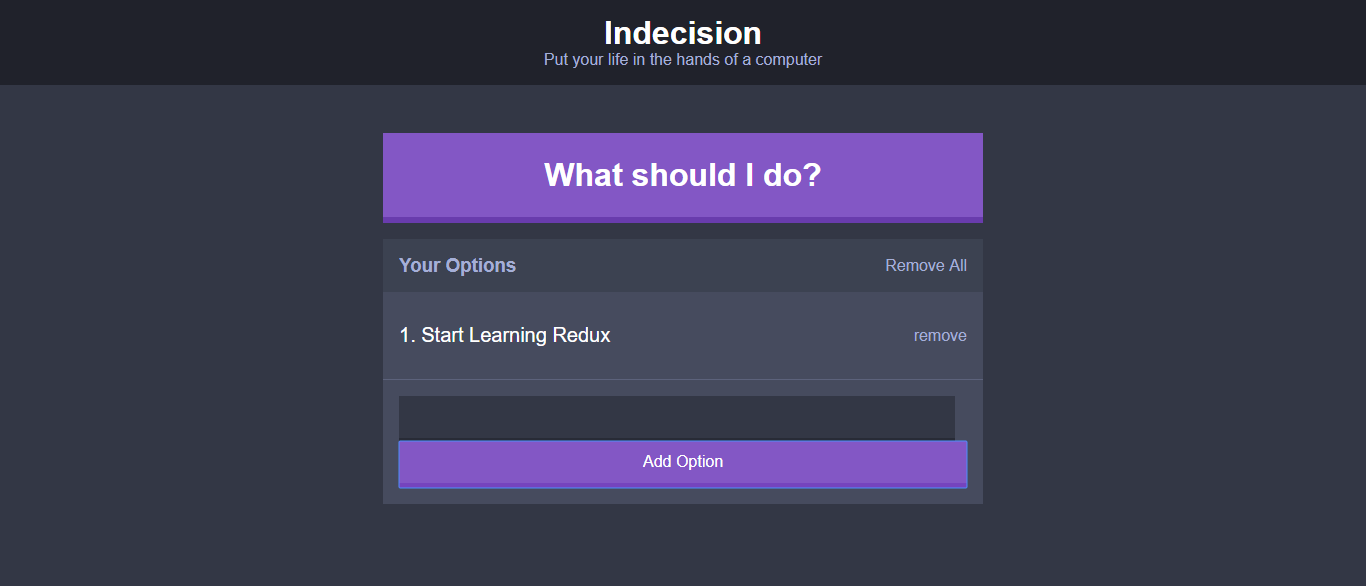 Indecision
Put your life in the hands of a computer
What should I do?
Your Options
Remove All
1. Start Learning Redux
remove
Add Option